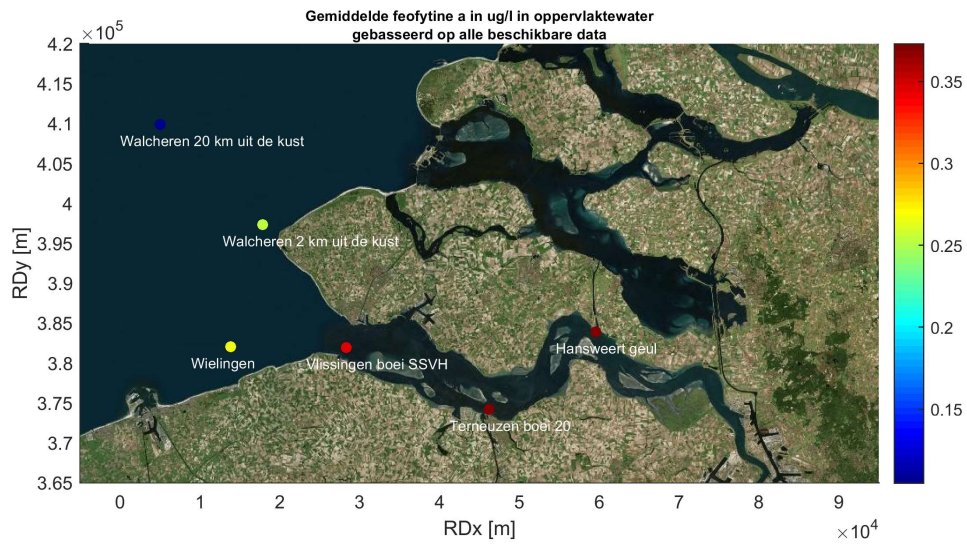 Gemiddelde feofytine a in ug/l in oppervlaktewater
gebasseerd op alle beschikbare data
×10⁵
4.2
4.15
4.1
4.05
4
3.95
3.9
3.85
3.8
3.75
3.7
3.65
RDy [m]
Walcheren 20 km uit de kust
Walcheren 2 km uit de kust
Wielingen
Vlissingen boei SSVH
Hansweert geul
Terneuzen boei 20
0 1 2 3 4 5 6 7 8 9
RDx [m]
×10⁴
0.35
0.3
0.25
0.2
0.15